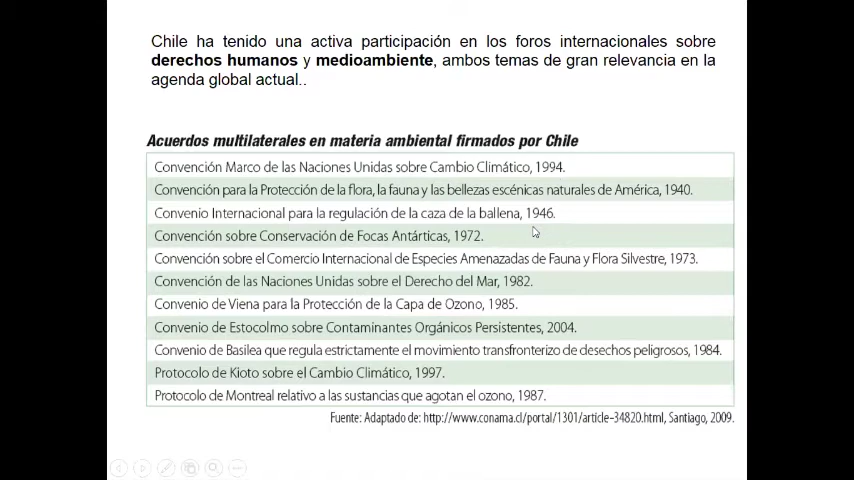 Chile ha tenido una activa participación en los foros internacionales sobre
derechos humanos y medioambiente, ambos temas de gran relevancia en la
agenda global actual..
Acuerdos multilaterales en materia ambiental firmados por Chile
Convención Marco de las Naciones Unidas sobre Cambio Climático, 1994.
Convención para la Protección de la flora, la fauna y las bellezas escénicas naturales de América, 1940.
Convenio Internacional para la regulación de la caza de la ballena, 1946.
Convención sobre Conservación de Focas Antárticas, 1972.
Convención sobre el Comercio Internacional de Especies Amenazadas de Fauna y Flora Silvestre, 1973.
Convención de las Naciones Unidas sobre el Derecho del Mar, 1982.
Convenio de Viena para la Protección de la Capa de Ozono, 1985.
Convenio de Estocolmo sobre Contaminantes Orgánicos Persistentes, 2004.
Convenio de Basilea que regula estrictamente el movimiento transfronterizo de desechos peligrosos, 1984.
Protocolo de Kioto sobre el Cambio Climático, 1997.
Protocolo de Montreal relativo a las sustancias que agotan el ozono, 1987.
Fuente: Adaptado de: http://www.conama.cl/portal/1301/article-34820.html, Santiago, 2009.